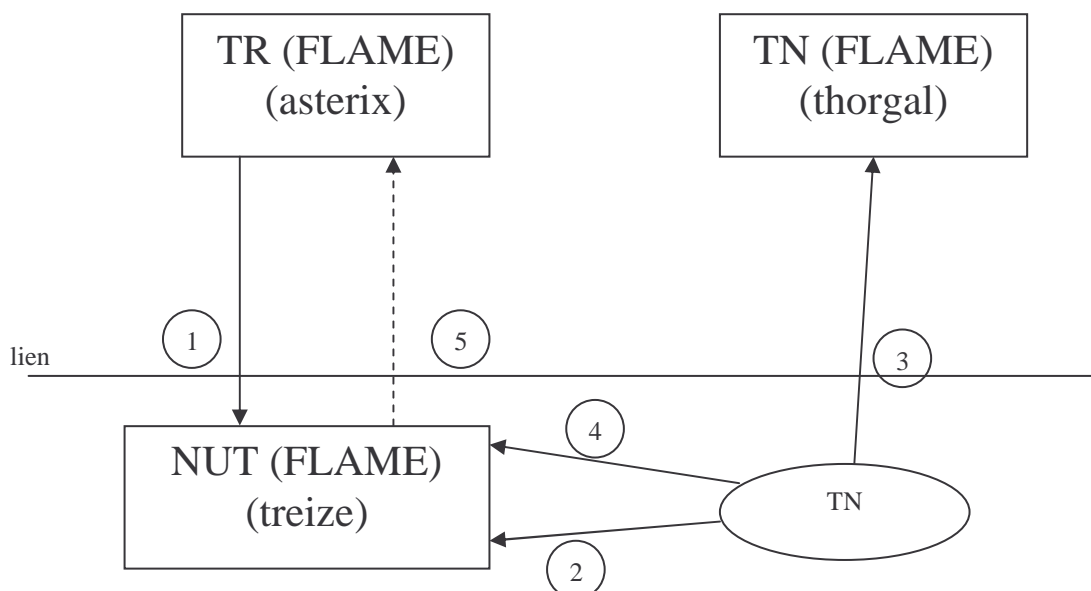 TR (FLAME)
(asterix)
TN (FLAME)
(thorgal)
1
5
3
lien
4
NUT (FLAME)
(treize)
TN
2